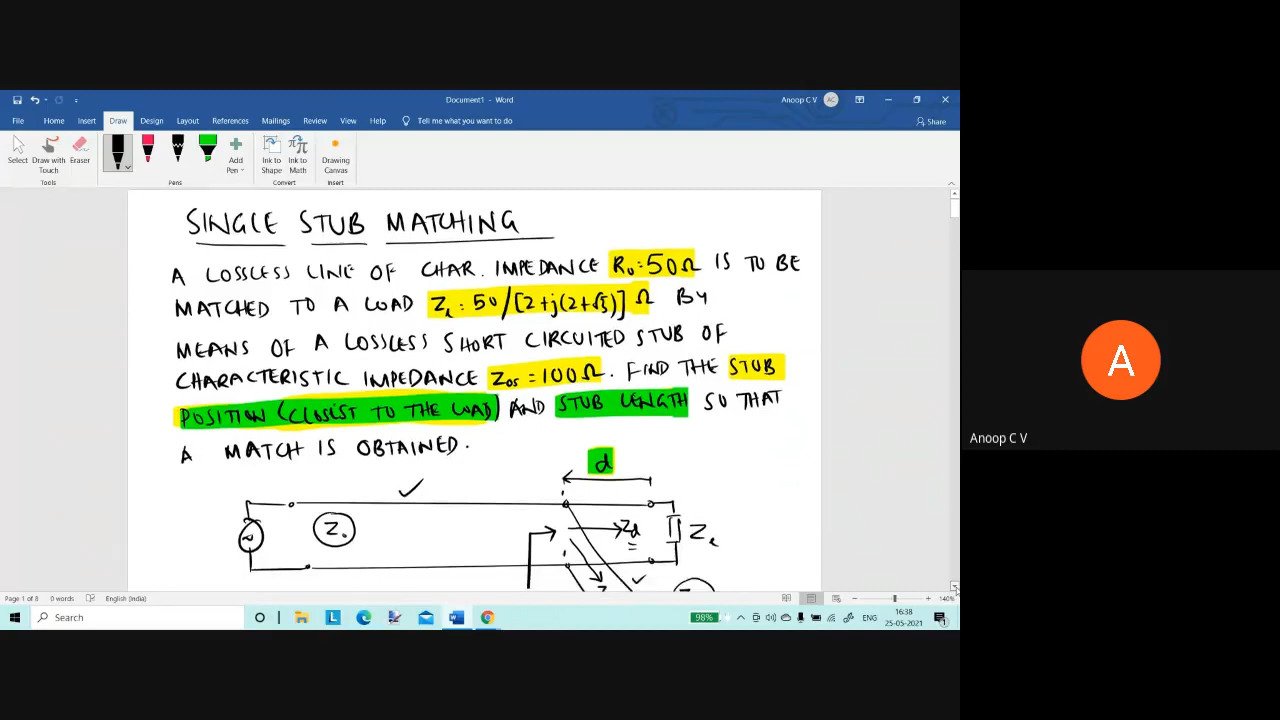 Document1 - Word
Anoop C V
AC
File Home Insert Draw Design Layout References Mailings Review View Help Tell me what you want to do
Share
Select Draw with Touch Eraser Add Pen Ink to Shape Ink to Math Drawing Canvas
Tools Pens Convert Insert
SINGLE STUB MATCHING
A LOSSLESS LINE OF CHAR. IMPEDANCE R₀ = 50Ω IS TO BE
MATCHED TO A LOAD Z_L = 50/[2+j(2+√3)] Ω BY
MEANS OF A LOSSLESS SHORT CIRCUITED STUB OF
CHARACTERISTIC IMPEDANCE Z₀s = 100Ω. FIND THE STUB
POSITION (CLOSEST TO THE LOAD) AND STUB LENGTH SO THAT
A MATCH IS OBTAINED.
d
Z₀
Zd
Z_L
A
Anoop C V
Page 1 of 8 0 words English (India)
140%
Search
98%
ENG
16:38
25-05-2021